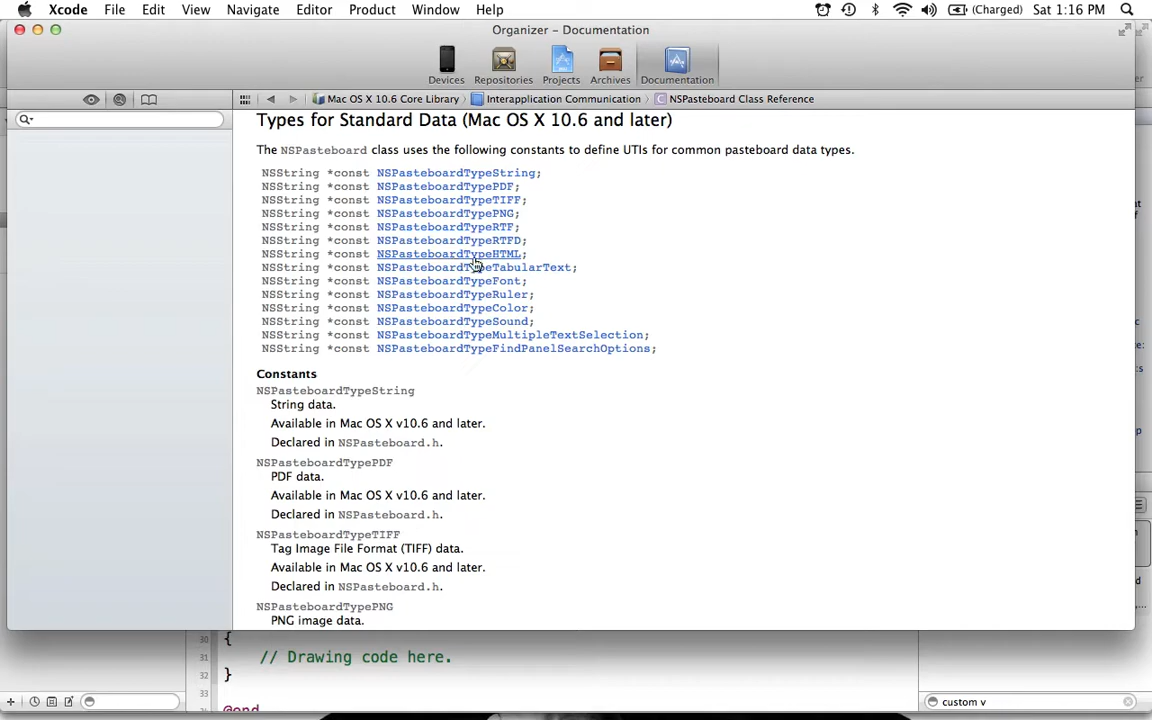 Xcode File Edit View Navigate Editor Product Window Help (Charged) Sat 1:16 PM
Organizer – Documentation
Devices Repositories Projects Archives Documentation
Mac OS X 10.6 Core Library Interapplication Communication C NSPasteboard Class Reference
Types for Standard Data (Mac OS X 10.6 and later)
The NSPasteboard class uses the following constants to define UTIs for common pasteboard data types.
NSString *const NSPasteboardTypeString;
NSString *const NSPasteboardTypePDF;
NSString *const NSPasteboardTypeTIFF;
NSString *const NSPasteboardTypePNG;
NSString *const NSPasteboardTypeRTF;
NSString *const NSPasteboardTypeRTFD;
NSString *const NSPasteboardTypeHTML;
NSString *const NSPasteboardTypeTabularText;
NSString *const NSPasteboardTypeFont;
NSString *const NSPasteboardTypeRuler;
NSString *const NSPasteboardTypeColor;
NSString *const NSPasteboardTypeSound;
NSString *const NSPasteboardTypeMultipleTextSelection;
NSString *const NSPasteboardTypeFindPanelSearchOptions;
Constants
NSPasteboardTypeString
String data.
Available in Mac OS X v10.6 and later.
Declared in NSPasteboard.h.
NSPasteboardTypePDF
PDF data.
Available in Mac OS X v10.6 and later.
Declared in NSPasteboard.h.
NSPasteboardTypeTIFF
Tag Image File Format (TIFF) data.
Available in Mac OS X v10.6 and later.
Declared in NSPasteboard.h.
NSPasteboardTypePNG
PNG image data.
30 {
31 // Drawing code here.
32 }
33
@end
custom v